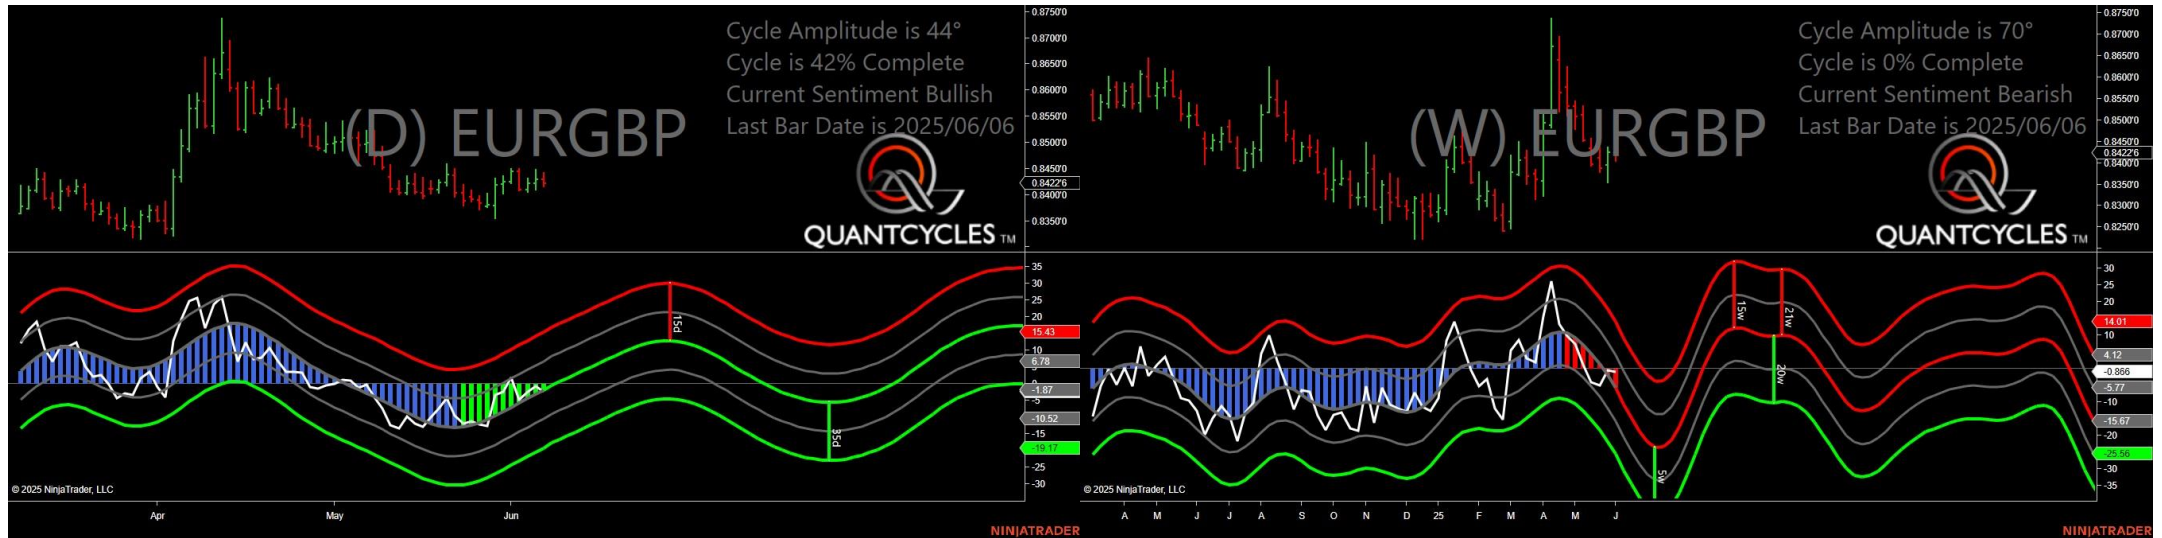 Cycle Amplitude is 44°
Cycle is 42% Complete
Current Sentiment Bullish
Last Bar Date is 2025/06/06
(D) EURGBP
QUANTCYCLES TM
0.8750'0
0.8700'0
0.8650'0
0.8600'0
0.8550'0
0.8500'0
0.8450'0
0.8422'6
0.8400'0
0.8350'0
35
30
25
20
15.43
10
6.78
5
-1.87
-5
-10.52
-15
-19.17
-25
-30
15d
35d
© 2025 NinjaTrader, LLC
Apr
May
Jun
NINJATRADER
Cycle Amplitude is 70°
Cycle is 0% Complete
Current Sentiment Bearish
Last Bar Date is 2025/06/06
(W) EURGBP
QUANTCYCLES TM
0.8750'0
0.8700'0
0.8650'0
0.8600'0
0.8550'0
0.8500'0
0.8450'0
0.8422'6
0.8400'0
0.8350'0
0.8300'0
0.8250'0
30
25
20
14.01
10
4.12
-0.866
-5.77
-10
-15.67
-20
-25.56
-30
-35
5w
15w
21w
20w
© 2025 NinjaTrader, LLC
A M J J A S O N D 25 F M A M J
NINJATRADER